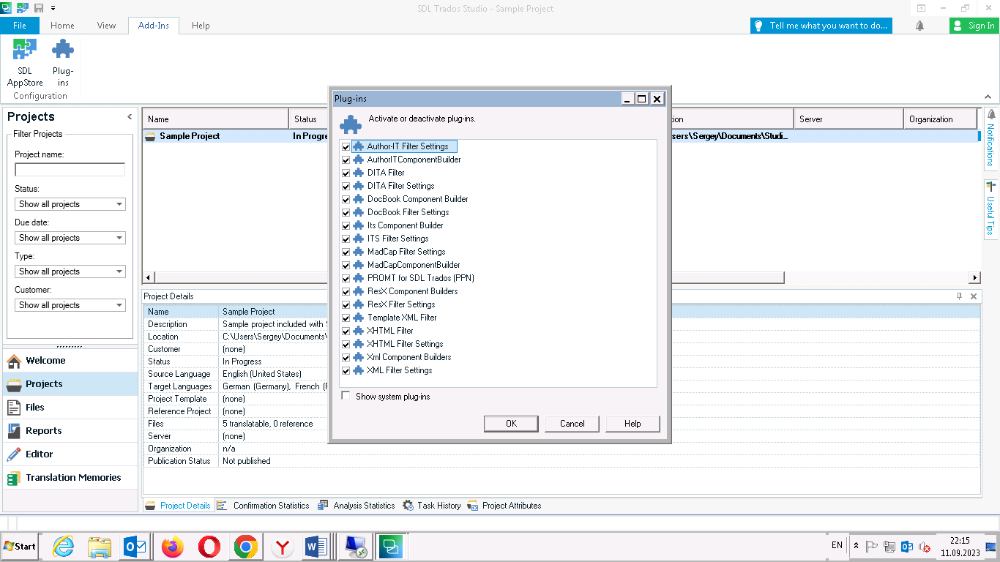 SDL Trados Studio - Sample Project
File Home View Add-Ins Help
Tell me what you want to do...
Sign In
SDL AppStore
Plug-ins
Configuration
Projects
Filter Projects
Project name:
Status:
Show all projects
Due date:
Show all projects
Type:
Show all projects
Customer:
Show all projects
Welcome
Projects
Files
Reports
Editor
Translation Memories
Name Status Server Organization
Sample Project In Progre ers\Sergey\Documents\Studi...
Plug-ins
Activate or deactivate plug-ins.
Author-IT Filter Settings
AuthorITComponentBuilder
DITA Filter
DITA Filter Settings
DocBook Component Builder
DocBook Filter Settings
Its Component Builder
ITS Filter Settings
MadCap Filter Settings
MadCapComponentBuilder
PROMT for SDL Trados (PPN)
ResX Component Builders
ResX Filter Settings
Template XML Filter
XHTML Filter
XHTML Filter Settings
Xml Component Builders
XML Filter Settings
Show system plug-ins
OK Cancel Help
Project Details
Name Sample Project
Description Sample project included with
Location C:\Users\Sergey\Documents\
Customer (none)
Status In Progress
Source Language English (United States)
Target Languages German (Germany), French (
Project Template (none)
Reference Project (none)
Files 5 translatable, 0 reference
Server (none)
Organization n/a
Publication Status Not published
Project Details Confirmation Statistics Analysis Statistics Task History Project Attributes
Notifications
Useful Tips
Start
EN
22:15
11.09.2023